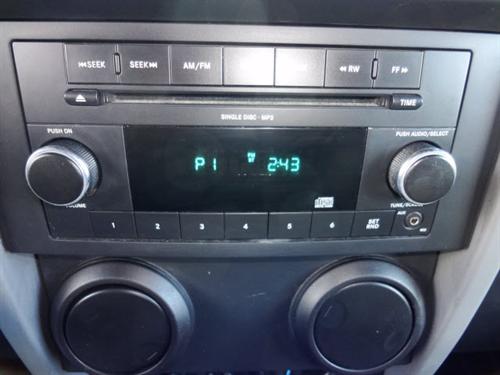 SEEK SEEK AM/FM RW FF
TIME
SINGLE DISC - MP3
PUSH ON PUSH AUDIO/SELECT
P1 2:43
VOLUME TUNE/SCROLL
1 2 3 4 5 6 SET RND AUX